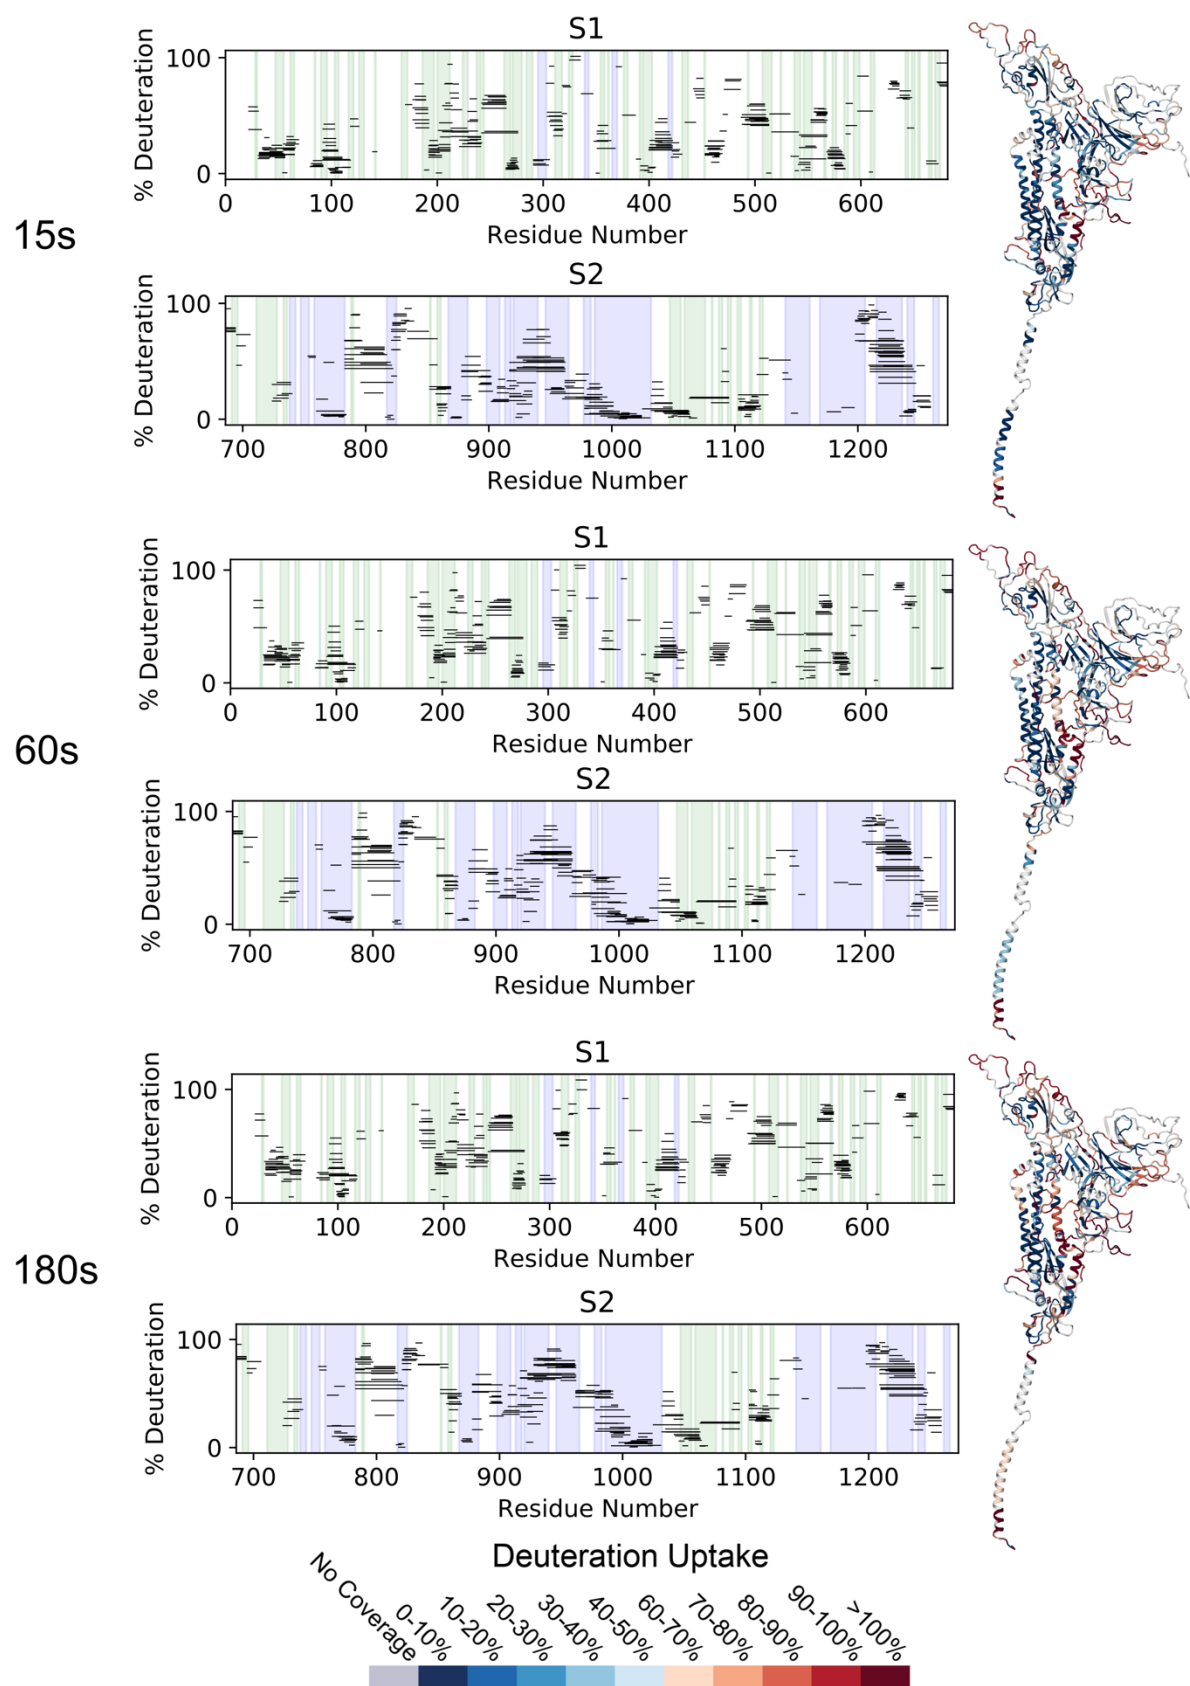 S1
% Deuteration
100
0
0 100 200 300 400 500 600
Residue Number
15s
S2
% Deuteration
100
0
700 800 900 1000 1100 1200
Residue Number
S1
% Deuteration
100
0
0 100 200 300 400 500 600
Residue Number
60s
S2
% Deuteration
100
0
700 800 900 1000 1100 1200
Residue Number
S1
% Deuteration
100
0
0 100 200 300 400 500 600
Residue Number
180s
S2
% Deuteration
100
0
700 800 900 1000 1100 1200
Residue Number
Deuteration Uptake
No Coverage
0-10%
10-20%
20-30%
30-40%
40-50%
60-70%
70-80%
80-90%
90-100%
>100%